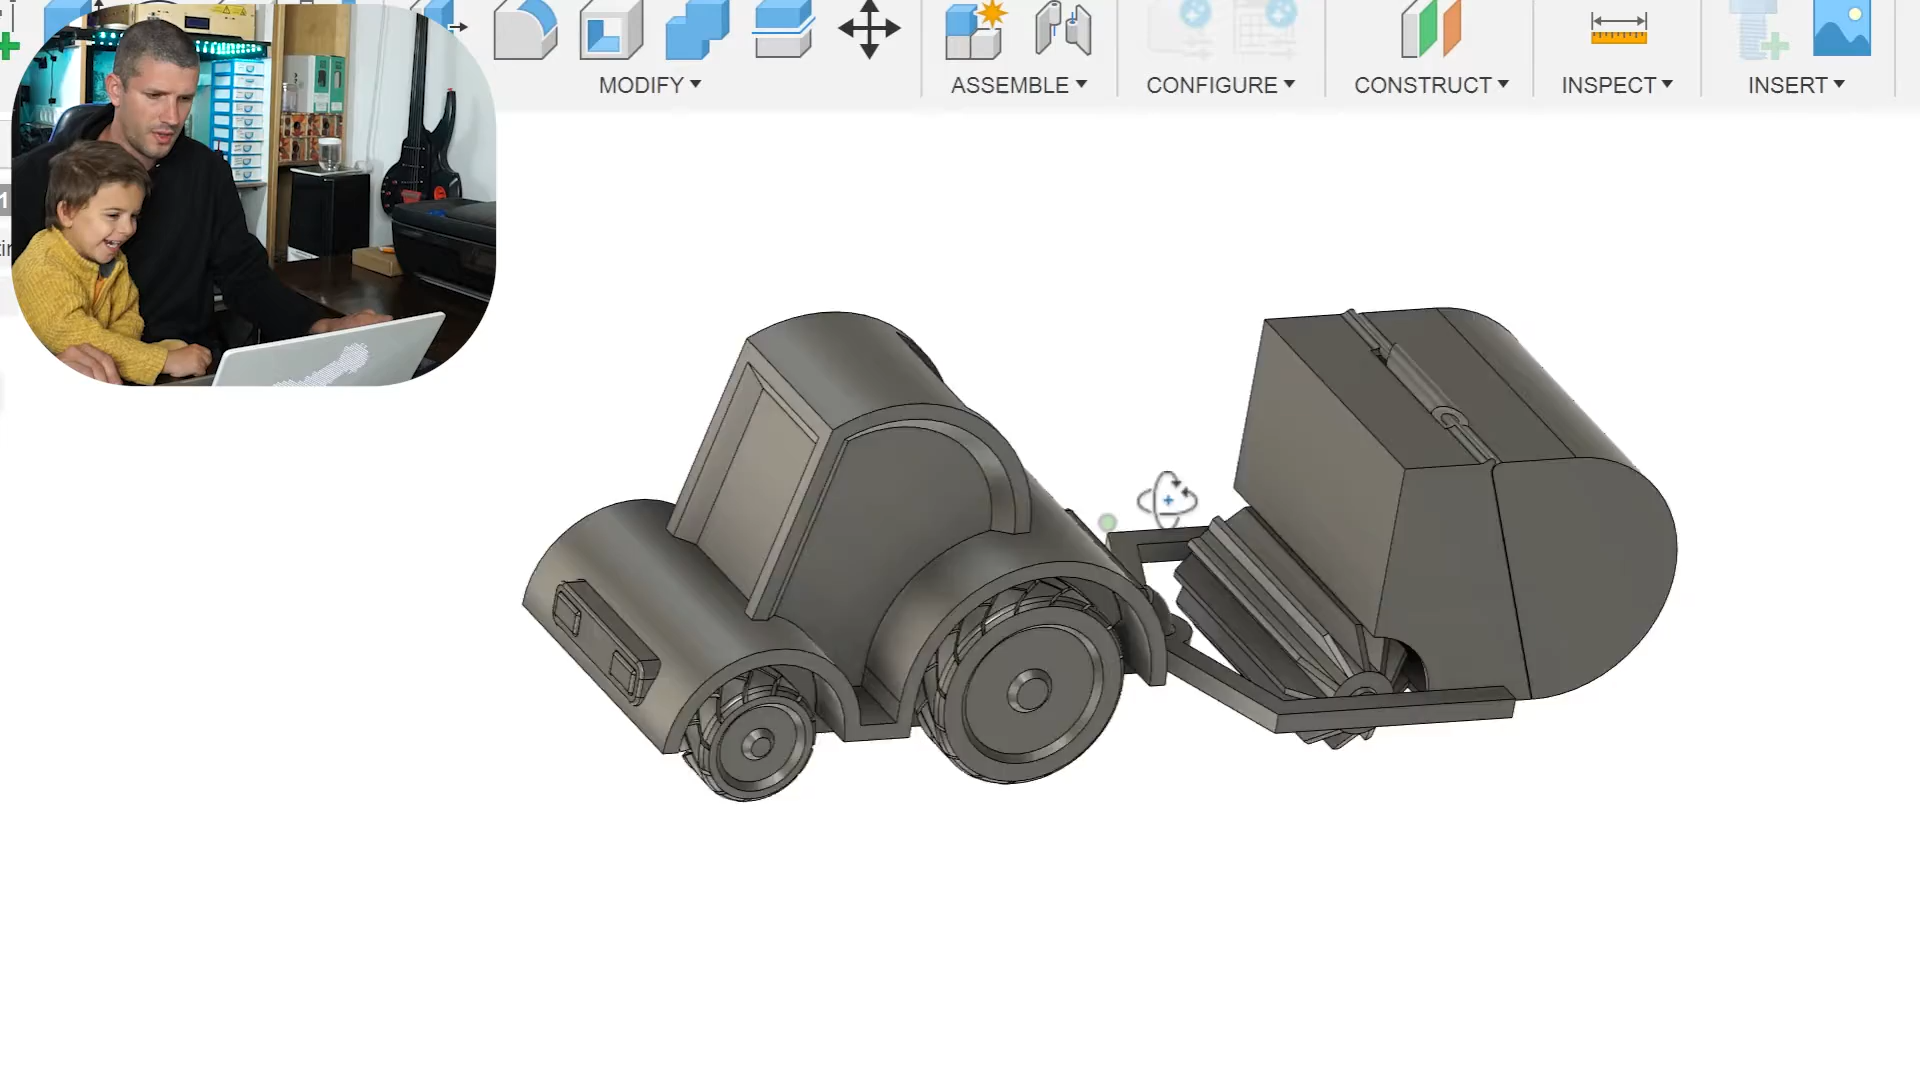 MODIFY
ASSEMBLE
CONFIGURE
CONSTRUCT
INSPECT
INSERT